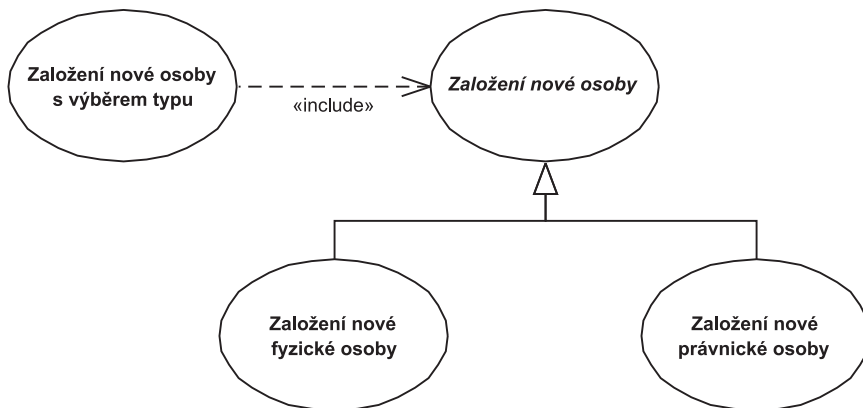 Založení nové osoby
s výběrem typu
«include»
Založení nové osoby
Založení nové
fyzické osoby
Založení nové
právnické osoby